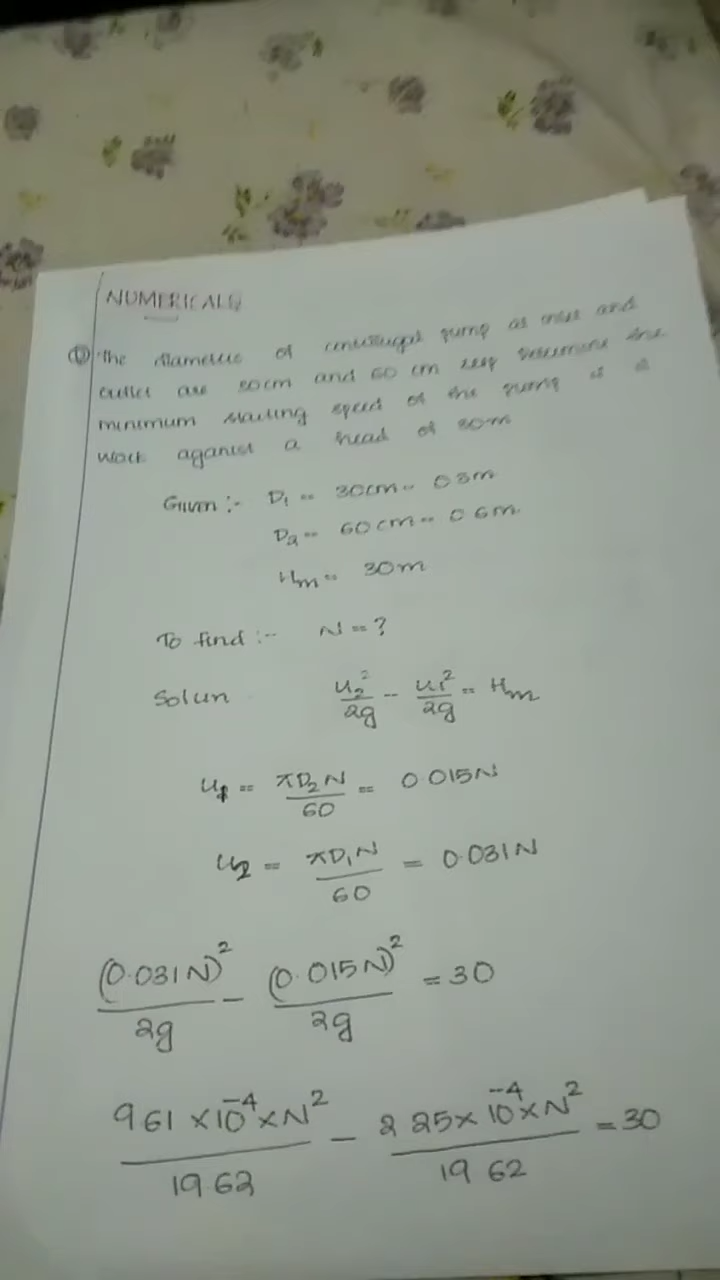 NUMERICALS
① The diameter of centrifugal pump at inlet and
outlet are 30cm and 60 cm resp Determine the
minimum starting speed of the pump if it
work against a head of 30m
Given :- D₁ = 30cm = 0.3m
D₂ = 60cm = 0.6m
Hm = 30m
To find :- N = ?
Solun u₂²/2g - u₁²/2g = Hm
u₁ = πD₂N/60 = 0.015N
u₂ = πD₁N/60 = 0.031N
(0.031N)²/2g - (0.015N)²/2g = 30
9.61 × 10⁻⁴ × N²/19.62 - 2.25 × 10⁻⁴ × N²/19.62 = 30